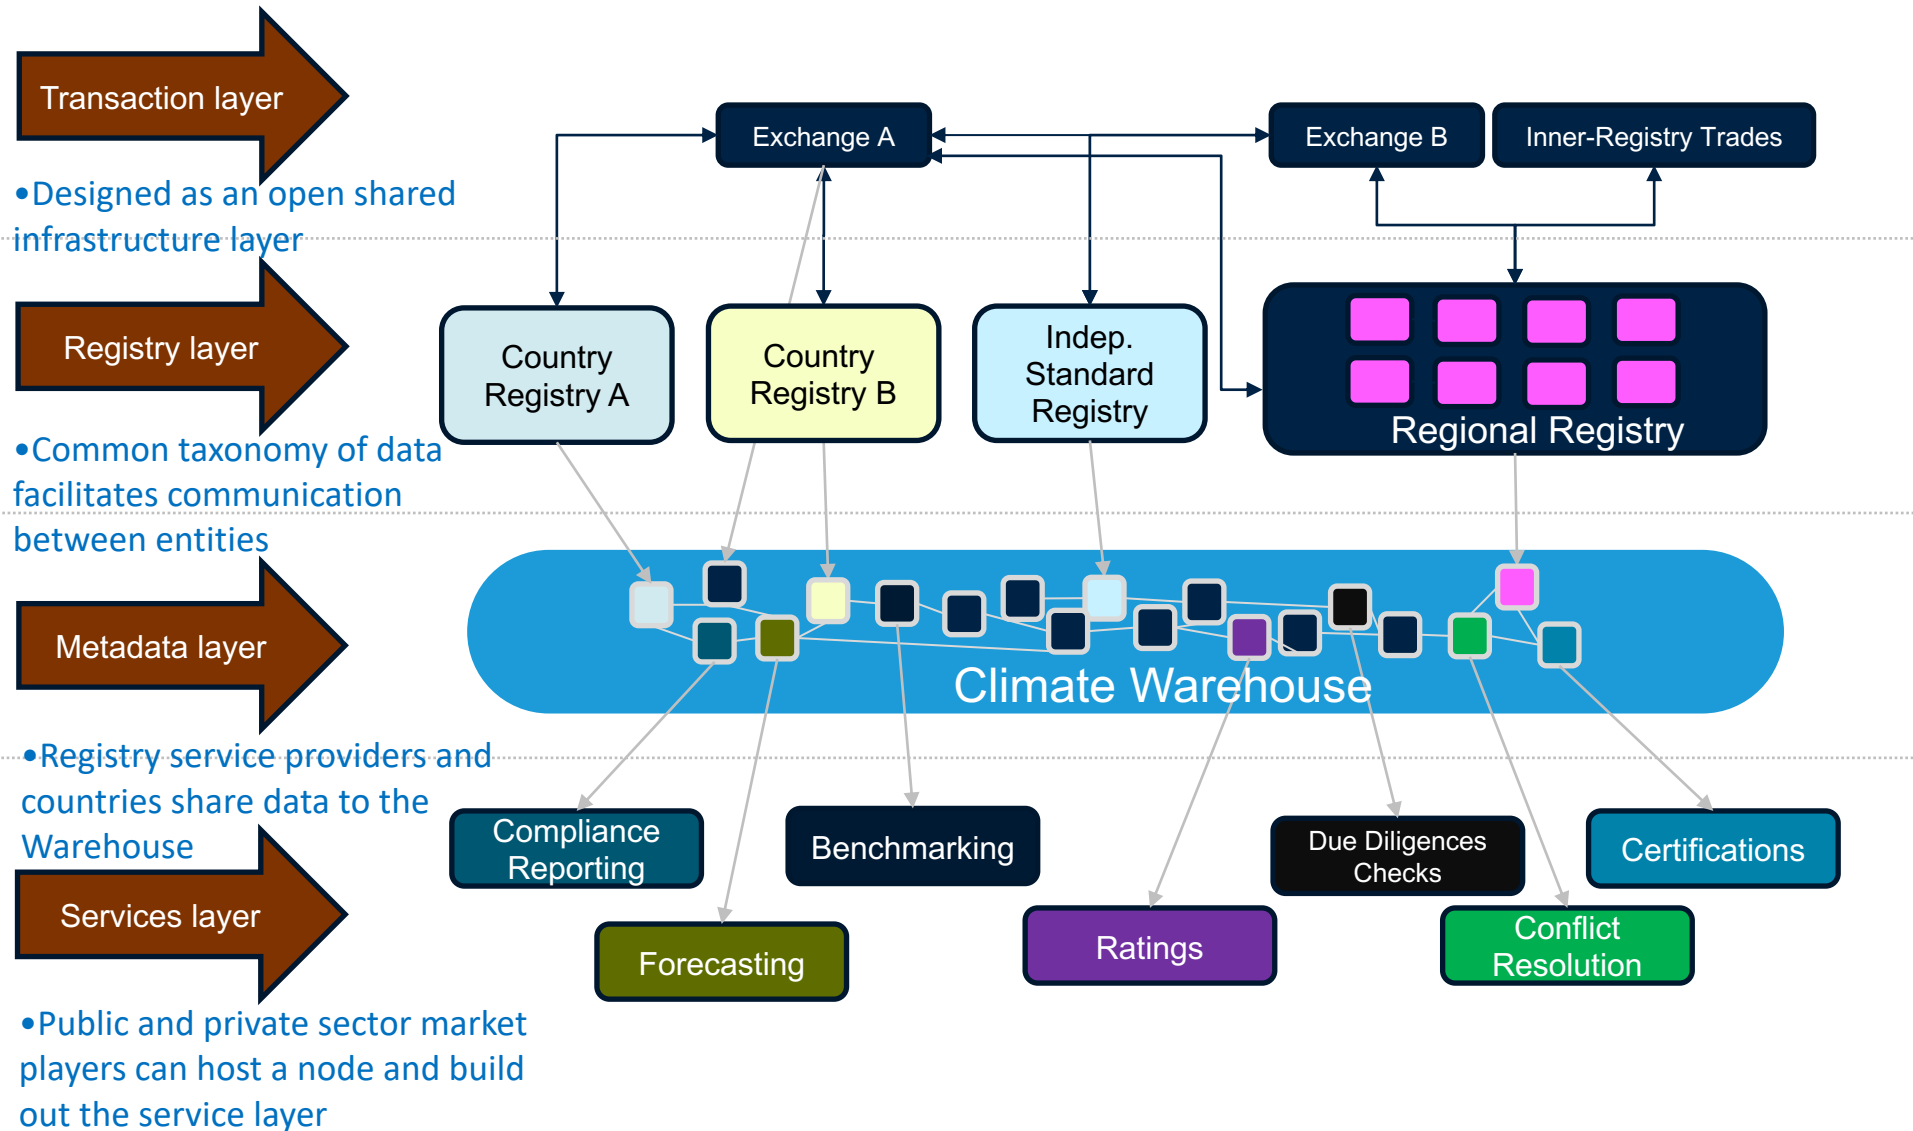 Transaction layer
Exchange A
Exchange B
Inner-Registry Trades
•Designed as an open shared
infrastructure layer
Registry layer
Country
Registry A
Country
Registry B
Indep.
Standard
Registry
Regional Registry
•Common taxonomy of data
facilitates communication
between entities
Metadata layer
Climate Warehouse
•Registry service providers and
countries share data to the
Warehouse
Services layer
Compliance
Reporting
Benchmarking
Due Diligences
Checks
Certifications
Forecasting
Ratings
Conflict
Resolution
•Public and private sector market
players can host a node and build
out the service layer